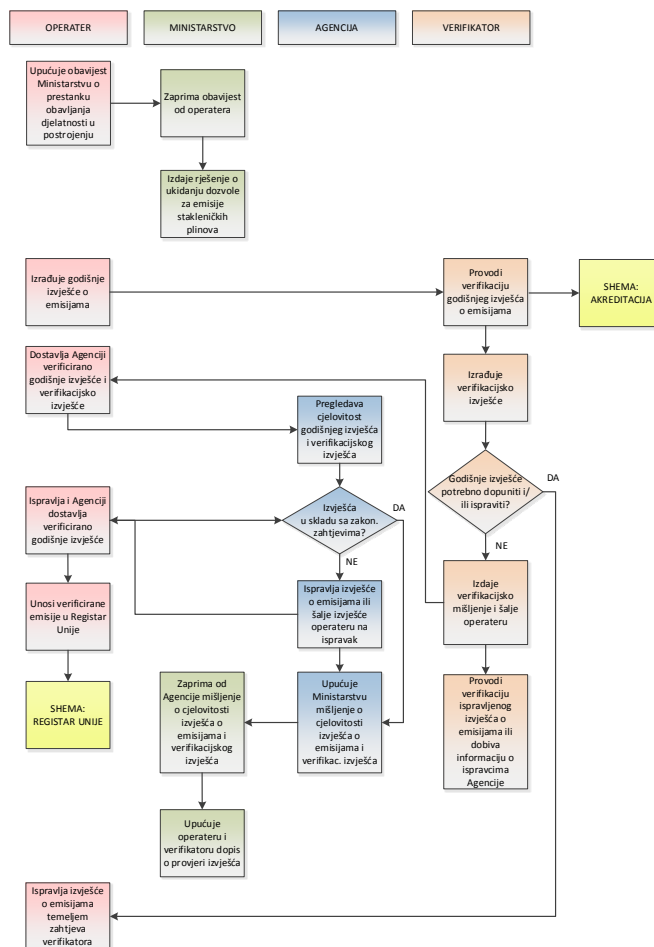 OPERATER
MINISTARSTVO
AGENCIJA
VERIFIKATOR
Upućuje obavijest
Ministarstvu o
prestanku
obavljanja
djelatnosti u
postrojenju
Zaprima obavijest
od operatera
Izdaje rješenje o
ukidanju dozvole
za emisije
stakleničkih
plinova
Izrađuje godišnje
izvješće o
emisijama
Provodi
verifikaciju
godišnjeg izvješća
o emisijama
SHEMA:
AKREDITACIJA
Dostavlja Agenciji
verificirano
godišnje izvješće i
verifikacijsko
izvješće
Izrađuje
verifikacijsko
izvješće
Pregledava
cjelovitost
godišnjeg izvješća
i verifikacijskog
izvješća
Godišnje izvješće
potrebno dopuniti i/
ili ispraviti?
DA
NE
Ispravlja i Agenciji
dostavlja
verificirano
godišnje izvješće
Izvješća
u skladu sa zakon.
zahtjevima?
DA
NE
Unosi verificirane
emisije u Registar
Unije
Ispravlja izvješće
o emisijama ili
šalje izvješće
operateru na
ispravak
Izdaje
verifikacijsko
mišljenje i šalje
operateru
SHEMA:
REGISTAR UNIJE
Zaprima od
Agencije mišljenje
o cjelovitosti
izvješća o
emisijama i
verifikacijskog
izvješća
Upućuje
Ministarstvu
mišljenje o
cjelovitosti
izvješća o
emisijama i
verifikac. izvješća
Provodi
verifikaciju
ispravljenog
izvješća o
emisijama ili
dobiva
informaciju o
ispravcima
Agencije
Upućuje
operateru i
verifikatoru dopis
o provjeri izvješća
Ispravlja izvješće
o emisijama
temeljem
zahtjeva
verifikatora